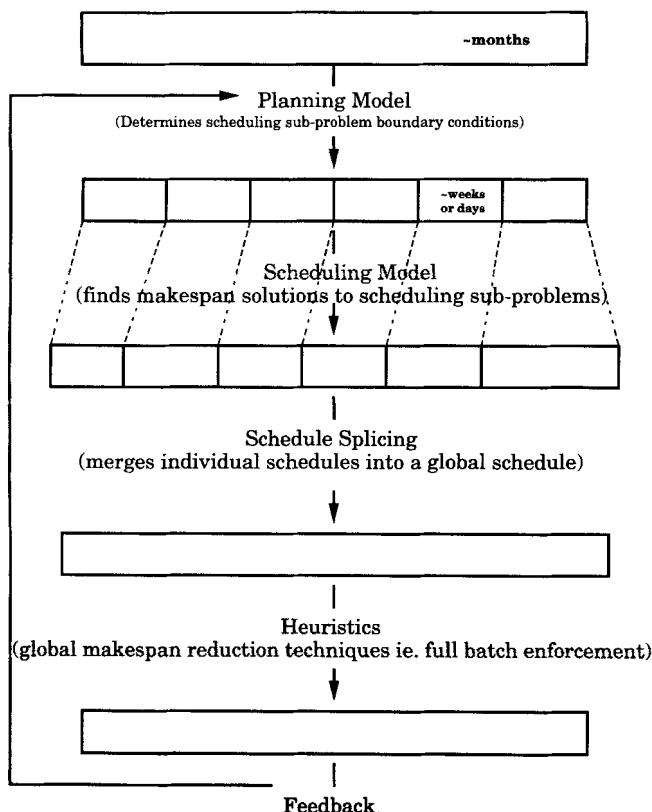 ~months
Planning Model
(Determines scheduling sub-problem boundary conditions)
~weeks
or days
Scheduling Model
(finds makespan solutions to scheduling sub-problems)
Schedule Splicing
(merges individual schedules into a global schedule)
Heuristics
(global makespan reduction techniques ie. full batch enforcement)
Feedback